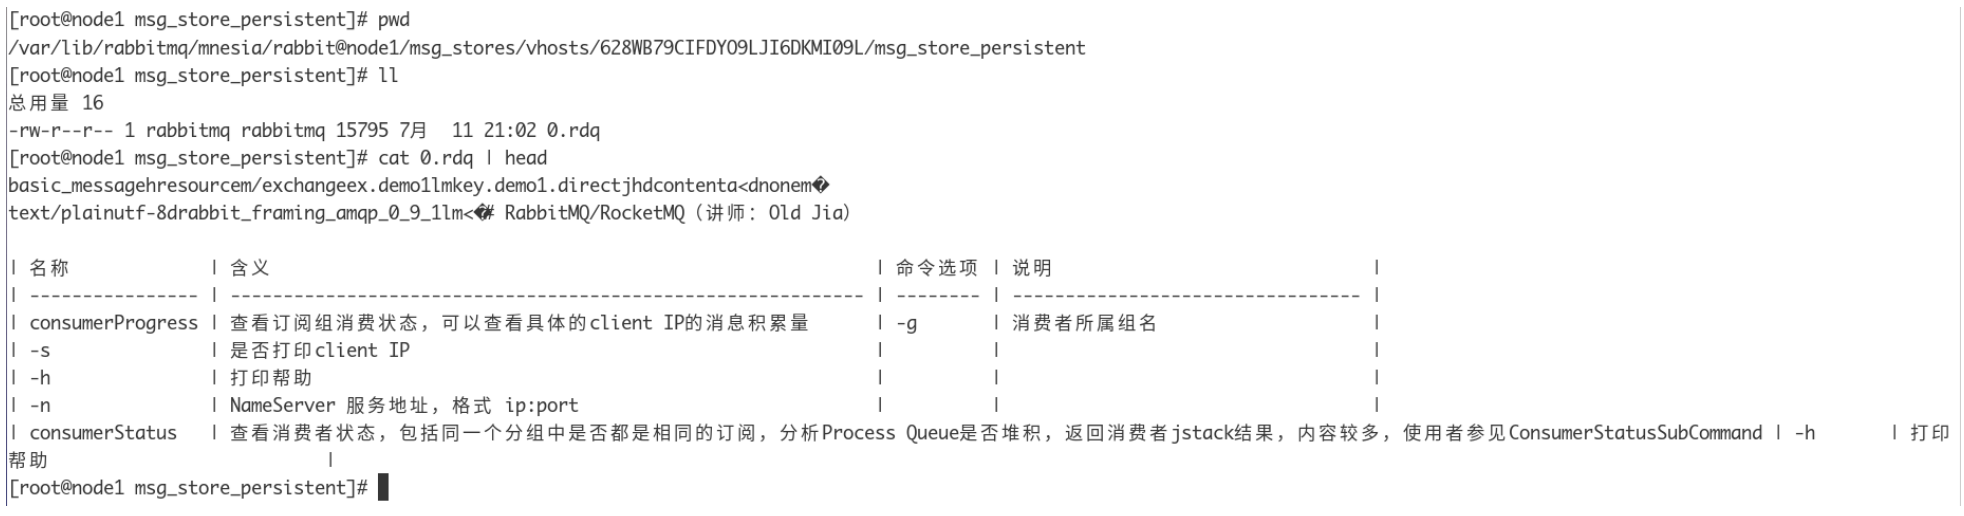 [root@node1 msg_store_persistent]# pwd
/var/lib/rabbitmq/mnesia/rabbit@node1/msg_stores/vhosts/628WB79CIFDYO9LJI6DKMI09L/msg_store_persistent
[root@node1 msg_store_persistent]# ll
总用量 16
-rw-r--r-- 1 rabbitmq rabbitmq 15795 7月  11 21:02 0.rdq
[root@node1 msg_store_persistent]# cat 0.rdq | head
basic_messagehresourcem/exchangeex.demo1lmkey.demo1.directjhdcontenta<dnonem�
text/plainutf-8drabbit_framing_amqp_0_9_1lm<�# RabbitMQ/RocketMQ（讲师：Old Jia）
| 名称             | 含义                                                         | 命令选项 | 说明                              |
| ---------------- | ------------------------------------------------------------ | -------- | --------------------------------- |
| consumerProgress | 查看订阅组消费状态，可以查看具体的client IP的消息积累量      | -g       | 消费者所属组名                    |
| -s               | 是否打印client IP                                            |          |                                   |
| -h               | 打印帮助                                                     |          |                                   |
| -n               | NameServer 服务地址，格式 ip:port                            |          |                                   |
| consumerStatus   | 查看消费者状态，包括同一个分组中是否都是相同的订阅，分析Process Queue是否堆积，返回消费者jstack结果，内容较多，使用者参见ConsumerStatusSubCommand | -h       | 打印
帮助                          |
[root@node1 msg_store_persistent]#